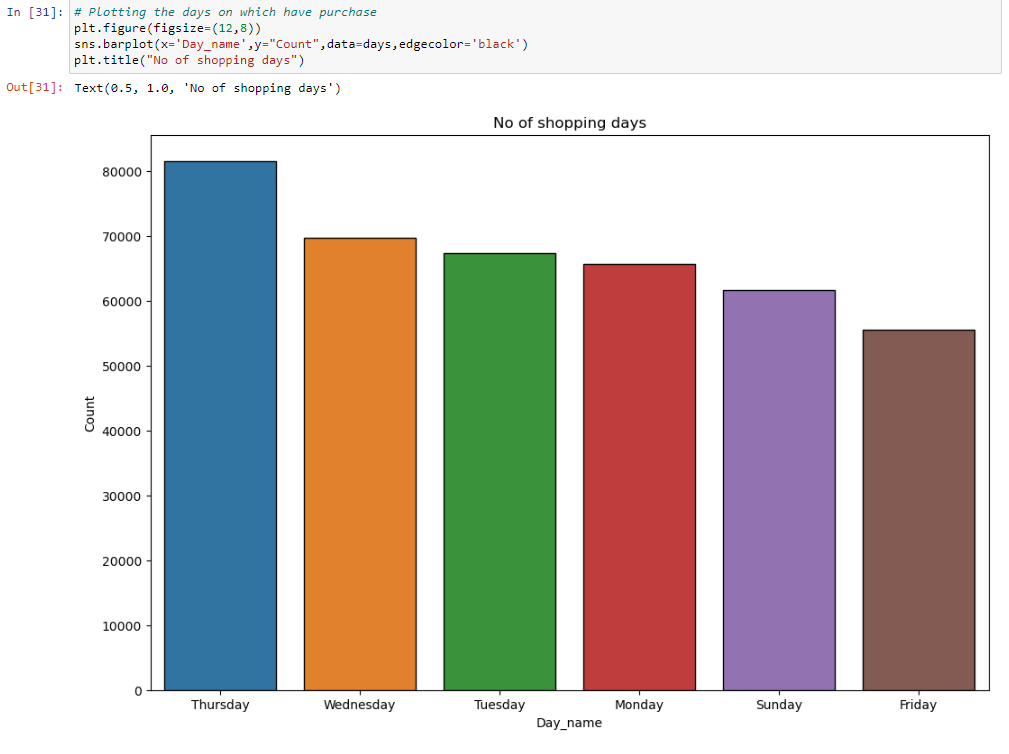 In [31]: # Plotting the days on which have purchase
plt.figure(figsize=(12,8))
sns.barplot(x='Day_name',y="Count",data=days,edgecolor='black')
plt.title("No of shopping days")
Out[31]: Text(0.5, 1.0, 'No of shopping days')
No of shopping days
80000
70000
60000
50000
40000
30000
20000
10000
0
Count
Thursday Wednesday Tuesday Monday Sunday Friday
Day_name